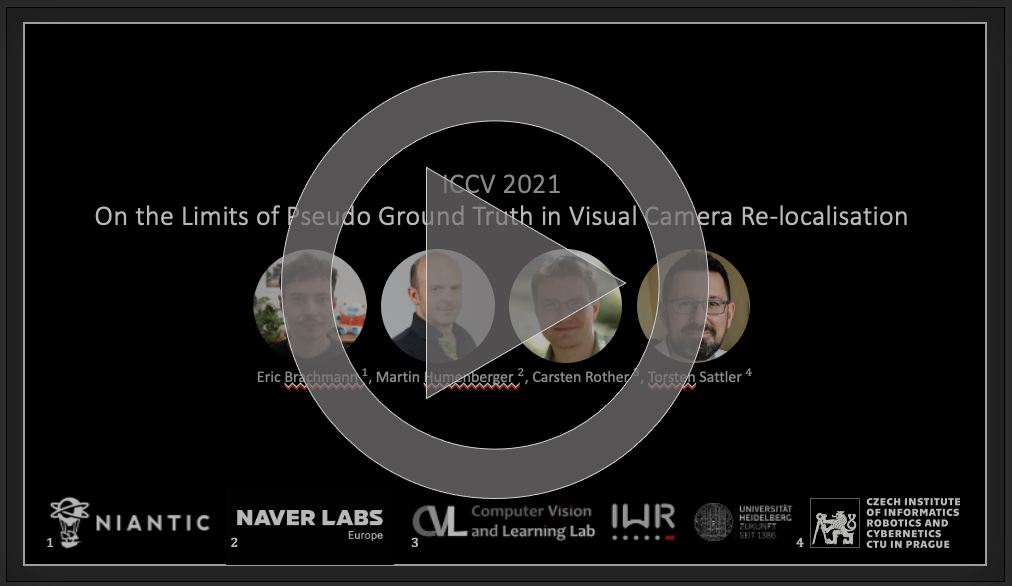 ICCV 2021
On the Limits of Pseudo Ground Truth in Visual Camera Re-localisation
Eric Brachmann 1, Martin Humenberger 2, Carsten Rother 3, Torsten Sattler 4
1 NIANTIC
2 NAVER LABS
Europe
3 CVL Computer Vision
and Learning Lab
IWR
UNIVERSITÄT
HEIDELBERG
ZUKUNFT
SEIT 1386
4 CZECH INSTITUTE
OF INFORMATICS
ROBOTICS AND
CYBERNETICS
CTU IN PRAGUE